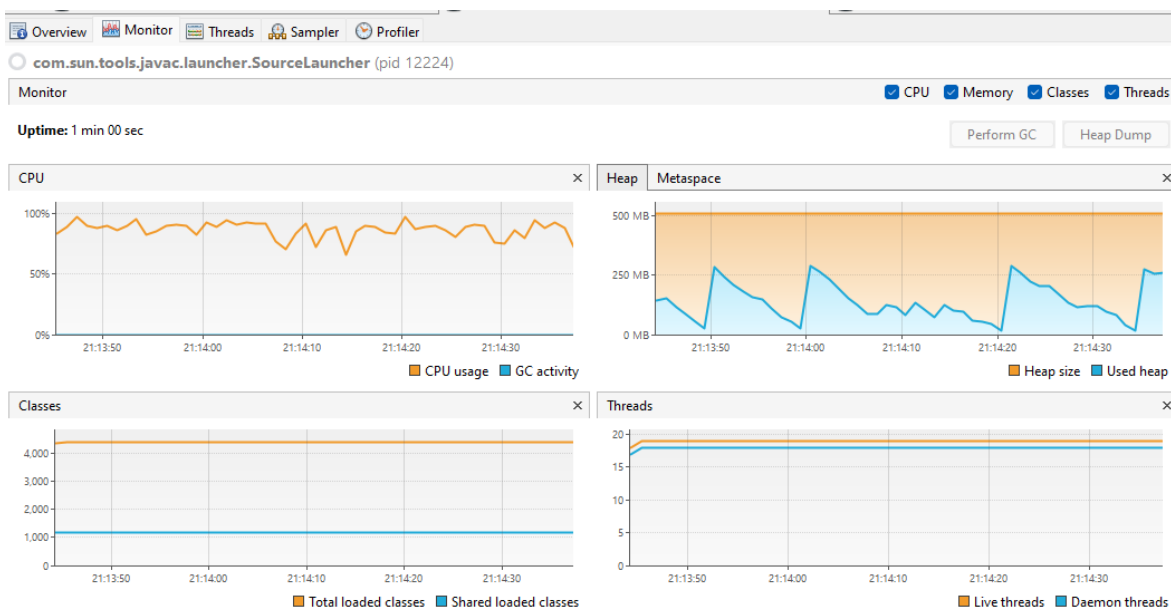 Overview Monitor Threads Sampler Profiler
com.sun.tools.javac.launcher.SourceLauncher (pid 12224)
Monitor CPU Memory Classes Threads
Uptime: 1 min 00 sec Perform GC Heap Dump
CPU
100%
50%
0%
21:13:50 21:14:00 21:14:10 21:14:20 21:14:30
CPU usage GC activity
Heap Metaspace
500 MB
250 MB
0 MB
21:13:50 21:14:00 21:14:10 21:14:20 21:14:30
Heap size Used heap
Classes
4,000
3,000
2,000
1,000
0
21:13:50 21:14:00 21:14:10 21:14:20 21:14:30
Total loaded classes Shared loaded classes
Threads
20
15
10
5
0
21:13:50 21:14:00 21:14:10 21:14:20 21:14:30
Live threads Daemon threads